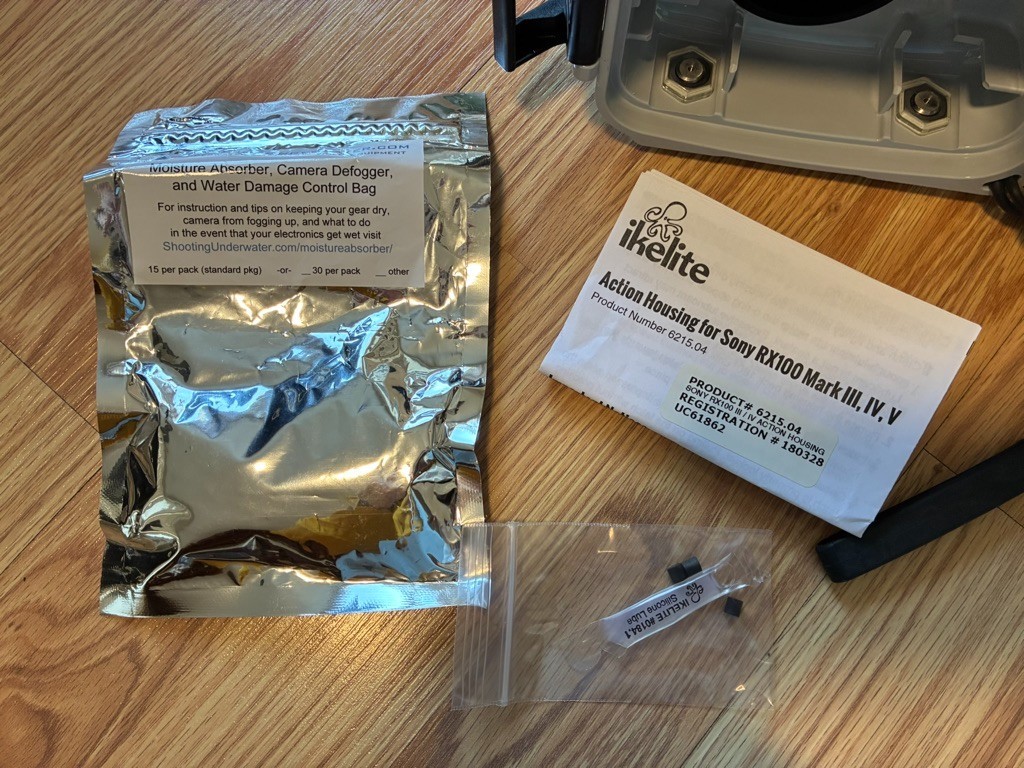 R.COM
EQUIPMENT
Moisture Absorber, Camera Defogger,
and Water Damage Control Bag
For instruction and tips on keeping your gear dry,
camera from fogging up, and what to do
in the event that your electronics get wet visit
ShootingUnderwater.com/moistureabsorber/
15 per pack (standard pkg) -or- __ 30 per pack __ other
ikelite
Action Housing for Sony RX100 Mark III, IV, V
Product Number 6215.04
PRODUCT# 6215.04
SONY RX100 III / IV ACTION HOUSING
REGISTRATION # 180328
UC61862
IKELITE #0184.1
Silicone Lube